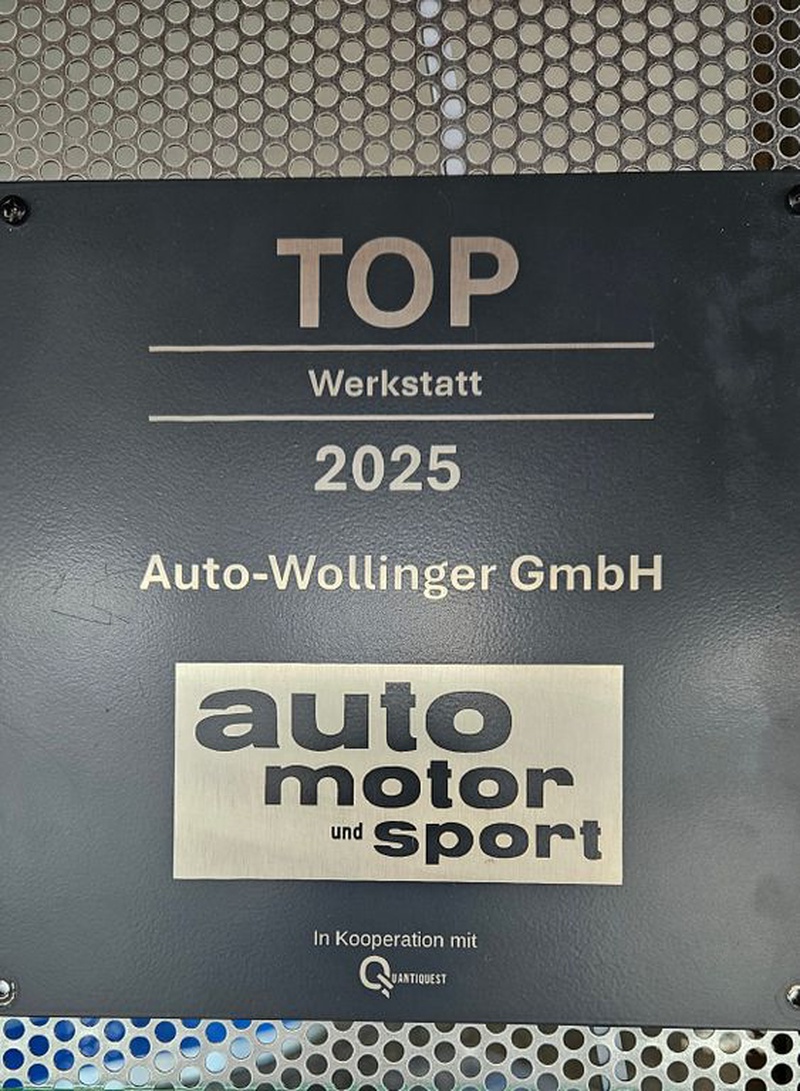 TOP
Werkstatt
2025
Auto-Wollinger GmbH
auto
motor
und sport
In Kooperation mit
QUANTIQUEST